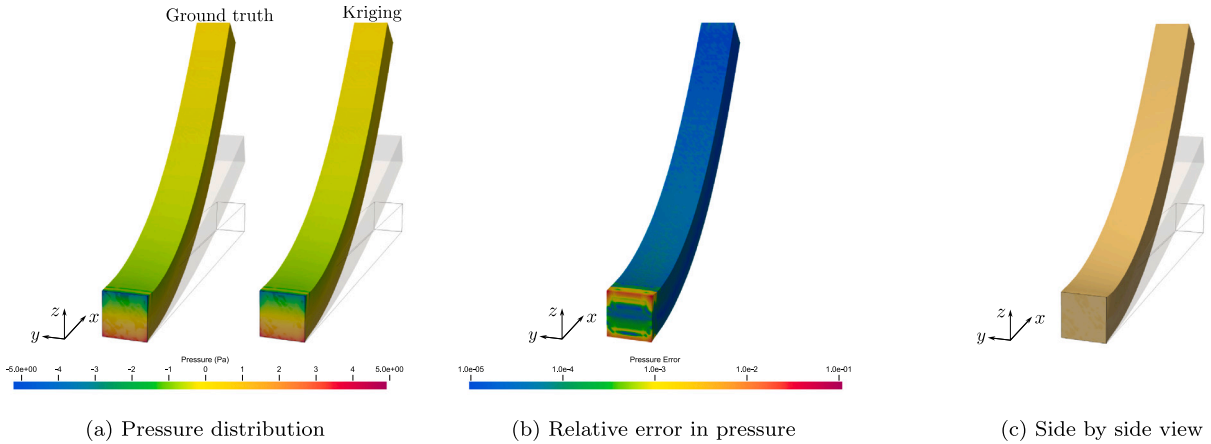 Ground truth
Kriging
z
x
y
z
x
y
z
x
y
Pressure (Pa)
-5.0e+00 -4 -3 -2 -1 0 1 2 3 4 5.0e+00
Pressure Error
1.0e-05 1.0e-04 1.0e-3 1.0e-2 1.0e-01
(a) Pressure distribution
(b) Relative error in pressure
(c) Side by side view